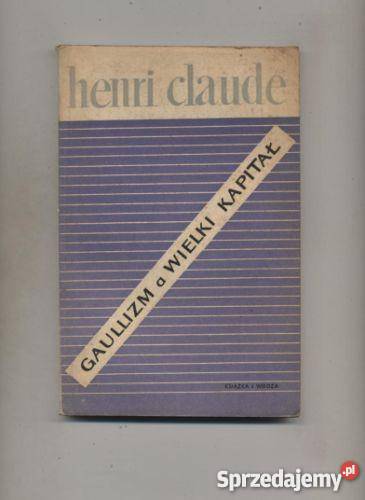 henri claude
GAULLIZM a WIELKI KAPITAŁ
KSIĄŻKA I WIEDZA
Sprzedajemy.pl